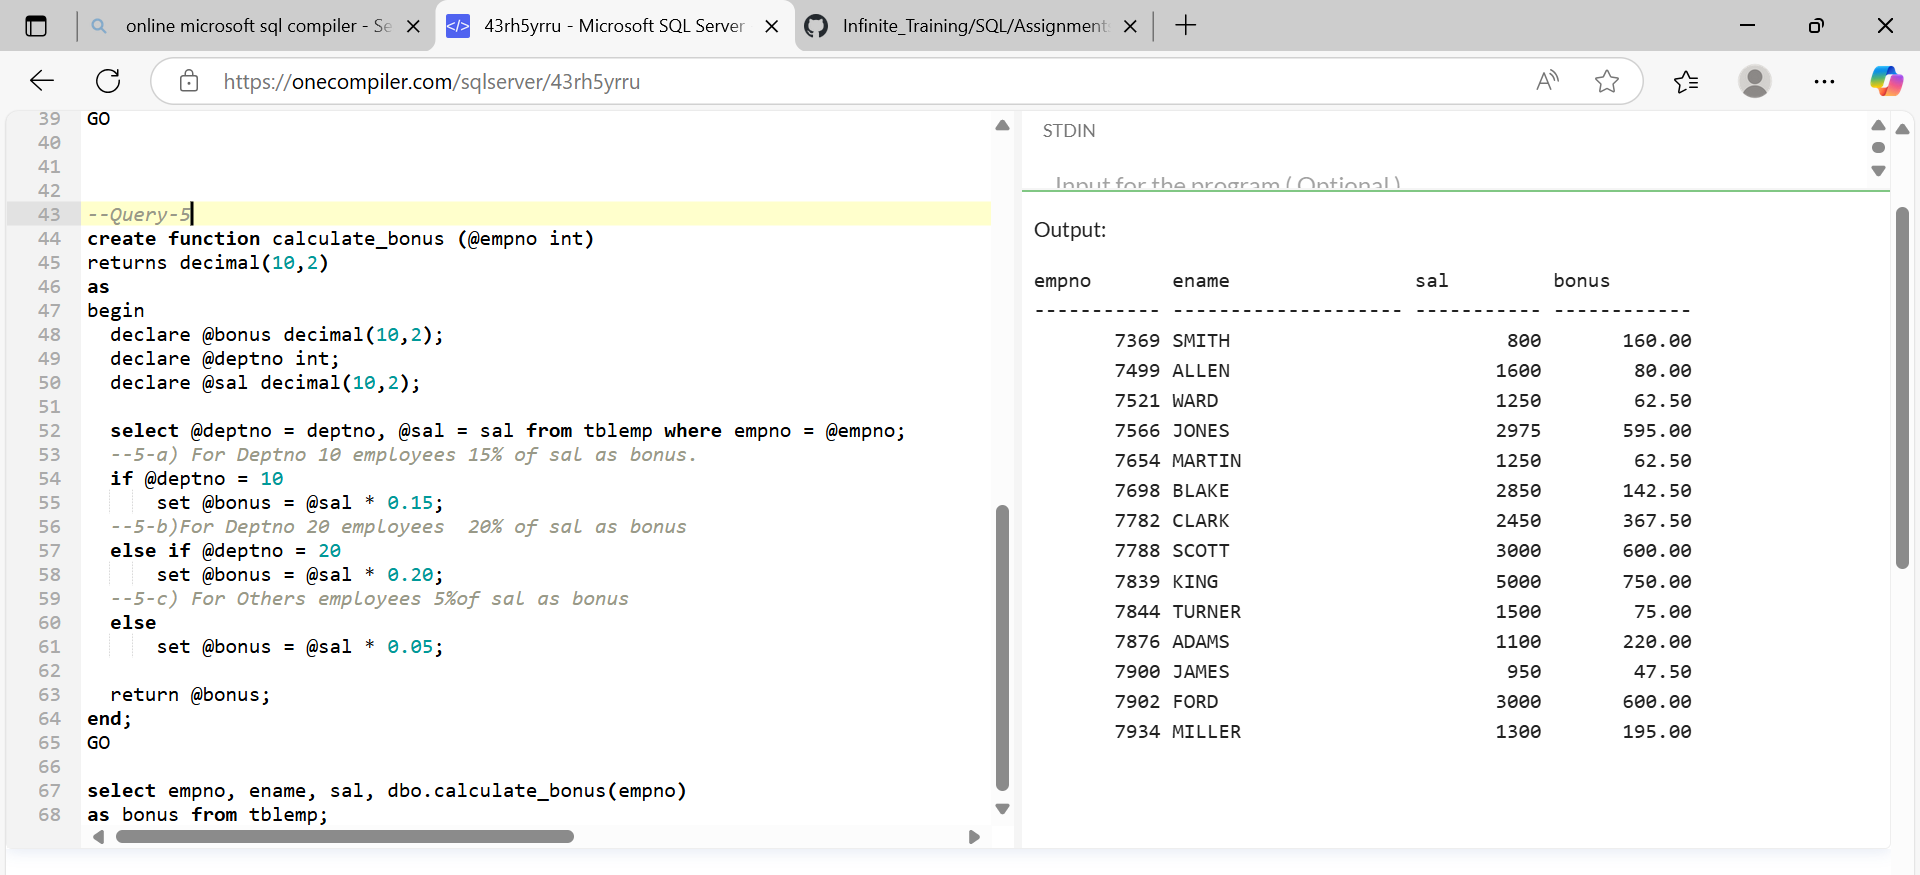 online microsoft sql compiler - Se
43rh5yrru - Microsoft SQL Server
Infinite_Training/SQL/Assignment
https://onecompiler.com/sqlserver/43rh5yrru
39 GO
40
41
42
43 --Query-5
44 create function calculate_bonus (@empno int)
45 returns decimal(10,2)
46 as
47 begin
48 declare @bonus decimal(10,2);
49 declare @deptno int;
50 declare @sal decimal(10,2);
51
52 select @deptno = deptno, @sal = sal from tblemp where empno = @empno;
53 --5-a) For Deptno 10 employees 15% of sal as bonus.
54 if @deptno = 10
55 set @bonus = @sal * 0.15;
56 --5-b)For Deptno 20 employees  20% of sal as bonus
57 else if @deptno = 20
58 set @bonus = @sal * 0.20;
59 --5-c) For Others employees 5%of sal as bonus
60 else
61 set @bonus = @sal * 0.05;
62
63 return @bonus;
64 end;
65 GO
66
67 select empno, ename, sal, dbo.calculate_bonus(empno)
68 as bonus from tblemp;
STDIN
Input for the program ( Optional )
Output:
empno ename sal bonus
----------- -------------------- ----------- ------------
7369 SMITH 800 160.00
7499 ALLEN 1600 80.00
7521 WARD 1250 62.50
7566 JONES 2975 595.00
7654 MARTIN 1250 62.50
7698 BLAKE 2850 142.50
7782 CLARK 2450 367.50
7788 SCOTT 3000 600.00
7839 KING 5000 750.00
7844 TURNER 1500 75.00
7876 ADAMS 1100 220.00
7900 JAMES 950 47.50
7902 FORD 3000 600.00
7934 MILLER 1300 195.00